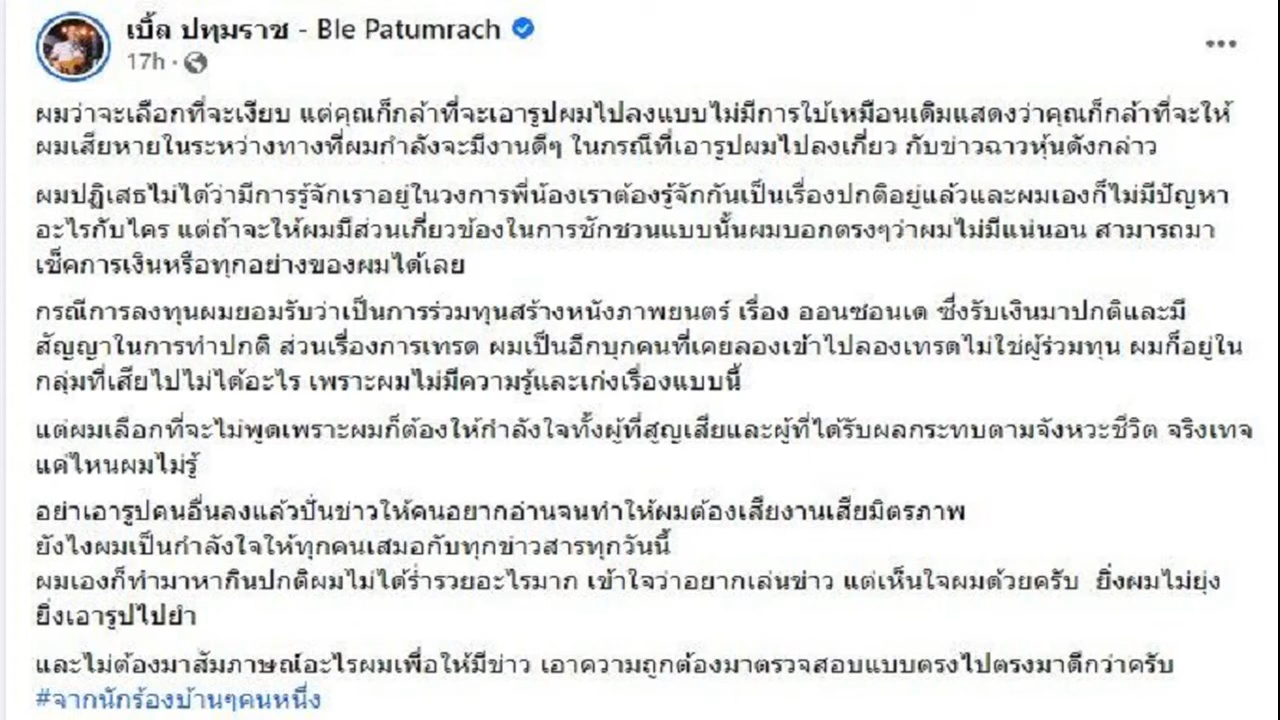 เบิ้ล ปทุมราช - Ble Patumrach
17h
ผมว่าจะเลือกที่จะเงียบ แต่คุณก็กล้าที่จะเอารูปผมไปลงแบบไม่มีการใบ้เหมือนเดิมแสดงว่าคุณก็กล้าที่จะให้
ผมเสียหายในระหว่างทางที่ผมกำลังจะมีงานดีๆ ในกรณีที่เอารูปผมไปลงเกี่ยว กับข่าวฉาวหุ้นดังกล่าว
ผมปฏิเสธไม่ได้ว่ามีการรู้จักเราอยู่ในวงการพี่น้องเราต้องรู้จักกันเป็นเรื่องปกติอยู่แล้วและผมเองก็ไม่มีปัญหา
อะไรกับไคร แต่ถ้าจะให้ผมมีส่วนเกี่ยวข้องในการชักชวนแบบนั้นผมบอกตรงๆว่าผมไม่มีแน่นอน สามารถมา
เช็คการเงินหรือทุกอย่างของผมได้เลย
กรณีการลงทุนผมยอมรับว่าเป็นการร่วมทุนสร้างหนังภาพยนตร์ เรื่อง ออนซอนเด ซึ่งรับเงินมาปกติและมี
สัญญาในการทำปกติ ส่วนเรื่องการเทรด ผมเป็นอีกบุกคนที่เคยลองเข้าไปลองเทรดไม่ใช่ผู้ร่วมทุน ผมก็อยู่ใน
กลุ่มที่เสียไปไม่ได้อะไร เพราะผมไม่มีความรู้และเก่งเรื่องแบบนี้
แต่ผมเลือกที่จะไม่พูดเพราะผมก็ต้องให้กำลังใจทั้งผู้ที่สูญเสียและผู้ที่ได้รับผลกระทบตามจังหวะชีวิต จริงเทจ
แค่ไหนผมไม่รู้
อย่าเอารูปคนอื่นลงแล้วปั่นข่าวให้คนอยากอ่านจนทำให้ผมต้องเสียงานเสียมิตรภาพ
ยังไงผมเป็นกำลังใจให้ทุกคนเสมอกับทุกข่าวสารทุกวันนี้
ผมเองก็ทำมาหากินปกติผมไม่ได้ร่ำรวยอะไรมาก เข้าใจว่าอยากเล่นข่าว แต่เห็นใจผมด้วยครับ ยิ่งผมไม่ยุ่ง
ยิ่งเอารูปไปยำ
และไม่ต้องมาสัมภาษณ์อะไรผมเพื่อให้มีข่าว เอาความถูกต้องมาตรวจสอบแบบตรงไปตรงมาดีกว่าครับ
#จากนักร้องบ้านๆคนหนึ่ง